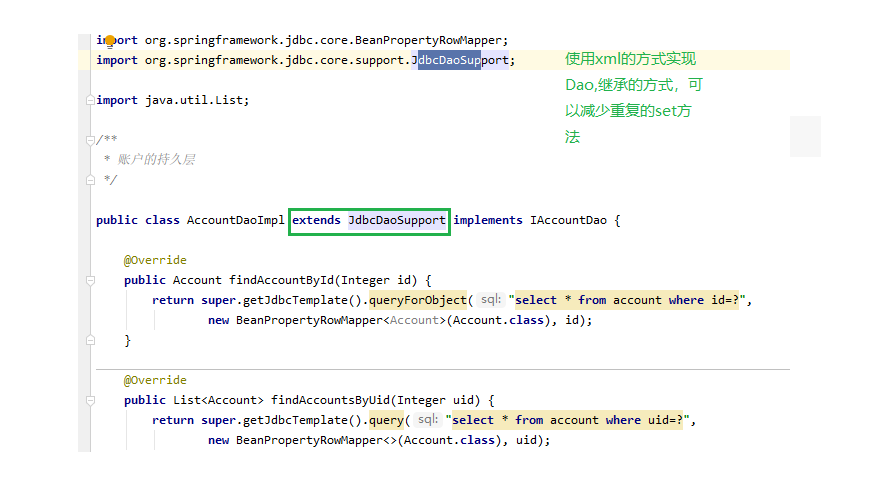 import org.springframework.jdbc.core.BeanPropertyRowMapper;
import org.springframework.jdbc.core.support.JdbcDaoSupport;
使用xml的方式实现
Dao,继承的方式，可
以减少重复的set方
法
import java.util.List;
/**
* 账户的持久层
*/
public class AccountDaoImpl extends JdbcDaoSupport implements IAccountDao {
@Override
public Account findAccountById(Integer id) {
return super.getJdbcTemplate().queryForObject( sql: "select * from account where id=?",
new BeanPropertyRowMapper<Account>(Account.class), id);
}
@Override
public List<Account> findAccountsByUid(Integer uid) {
return super.getJdbcTemplate().query( sql: "select * from account where uid=?",
new BeanPropertyRowMapper<>(Account.class), uid);